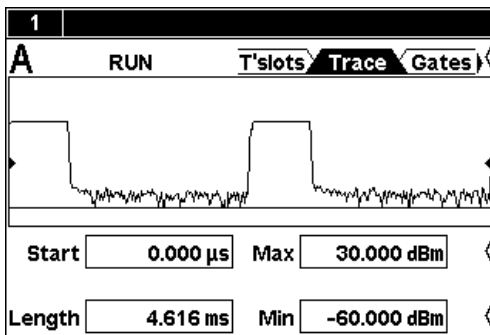 1
A RUN T'slots Trace Gates
Start 0.000 µs Max 30.000 dBm
Length 4.616 ms Min -60.000 dBm